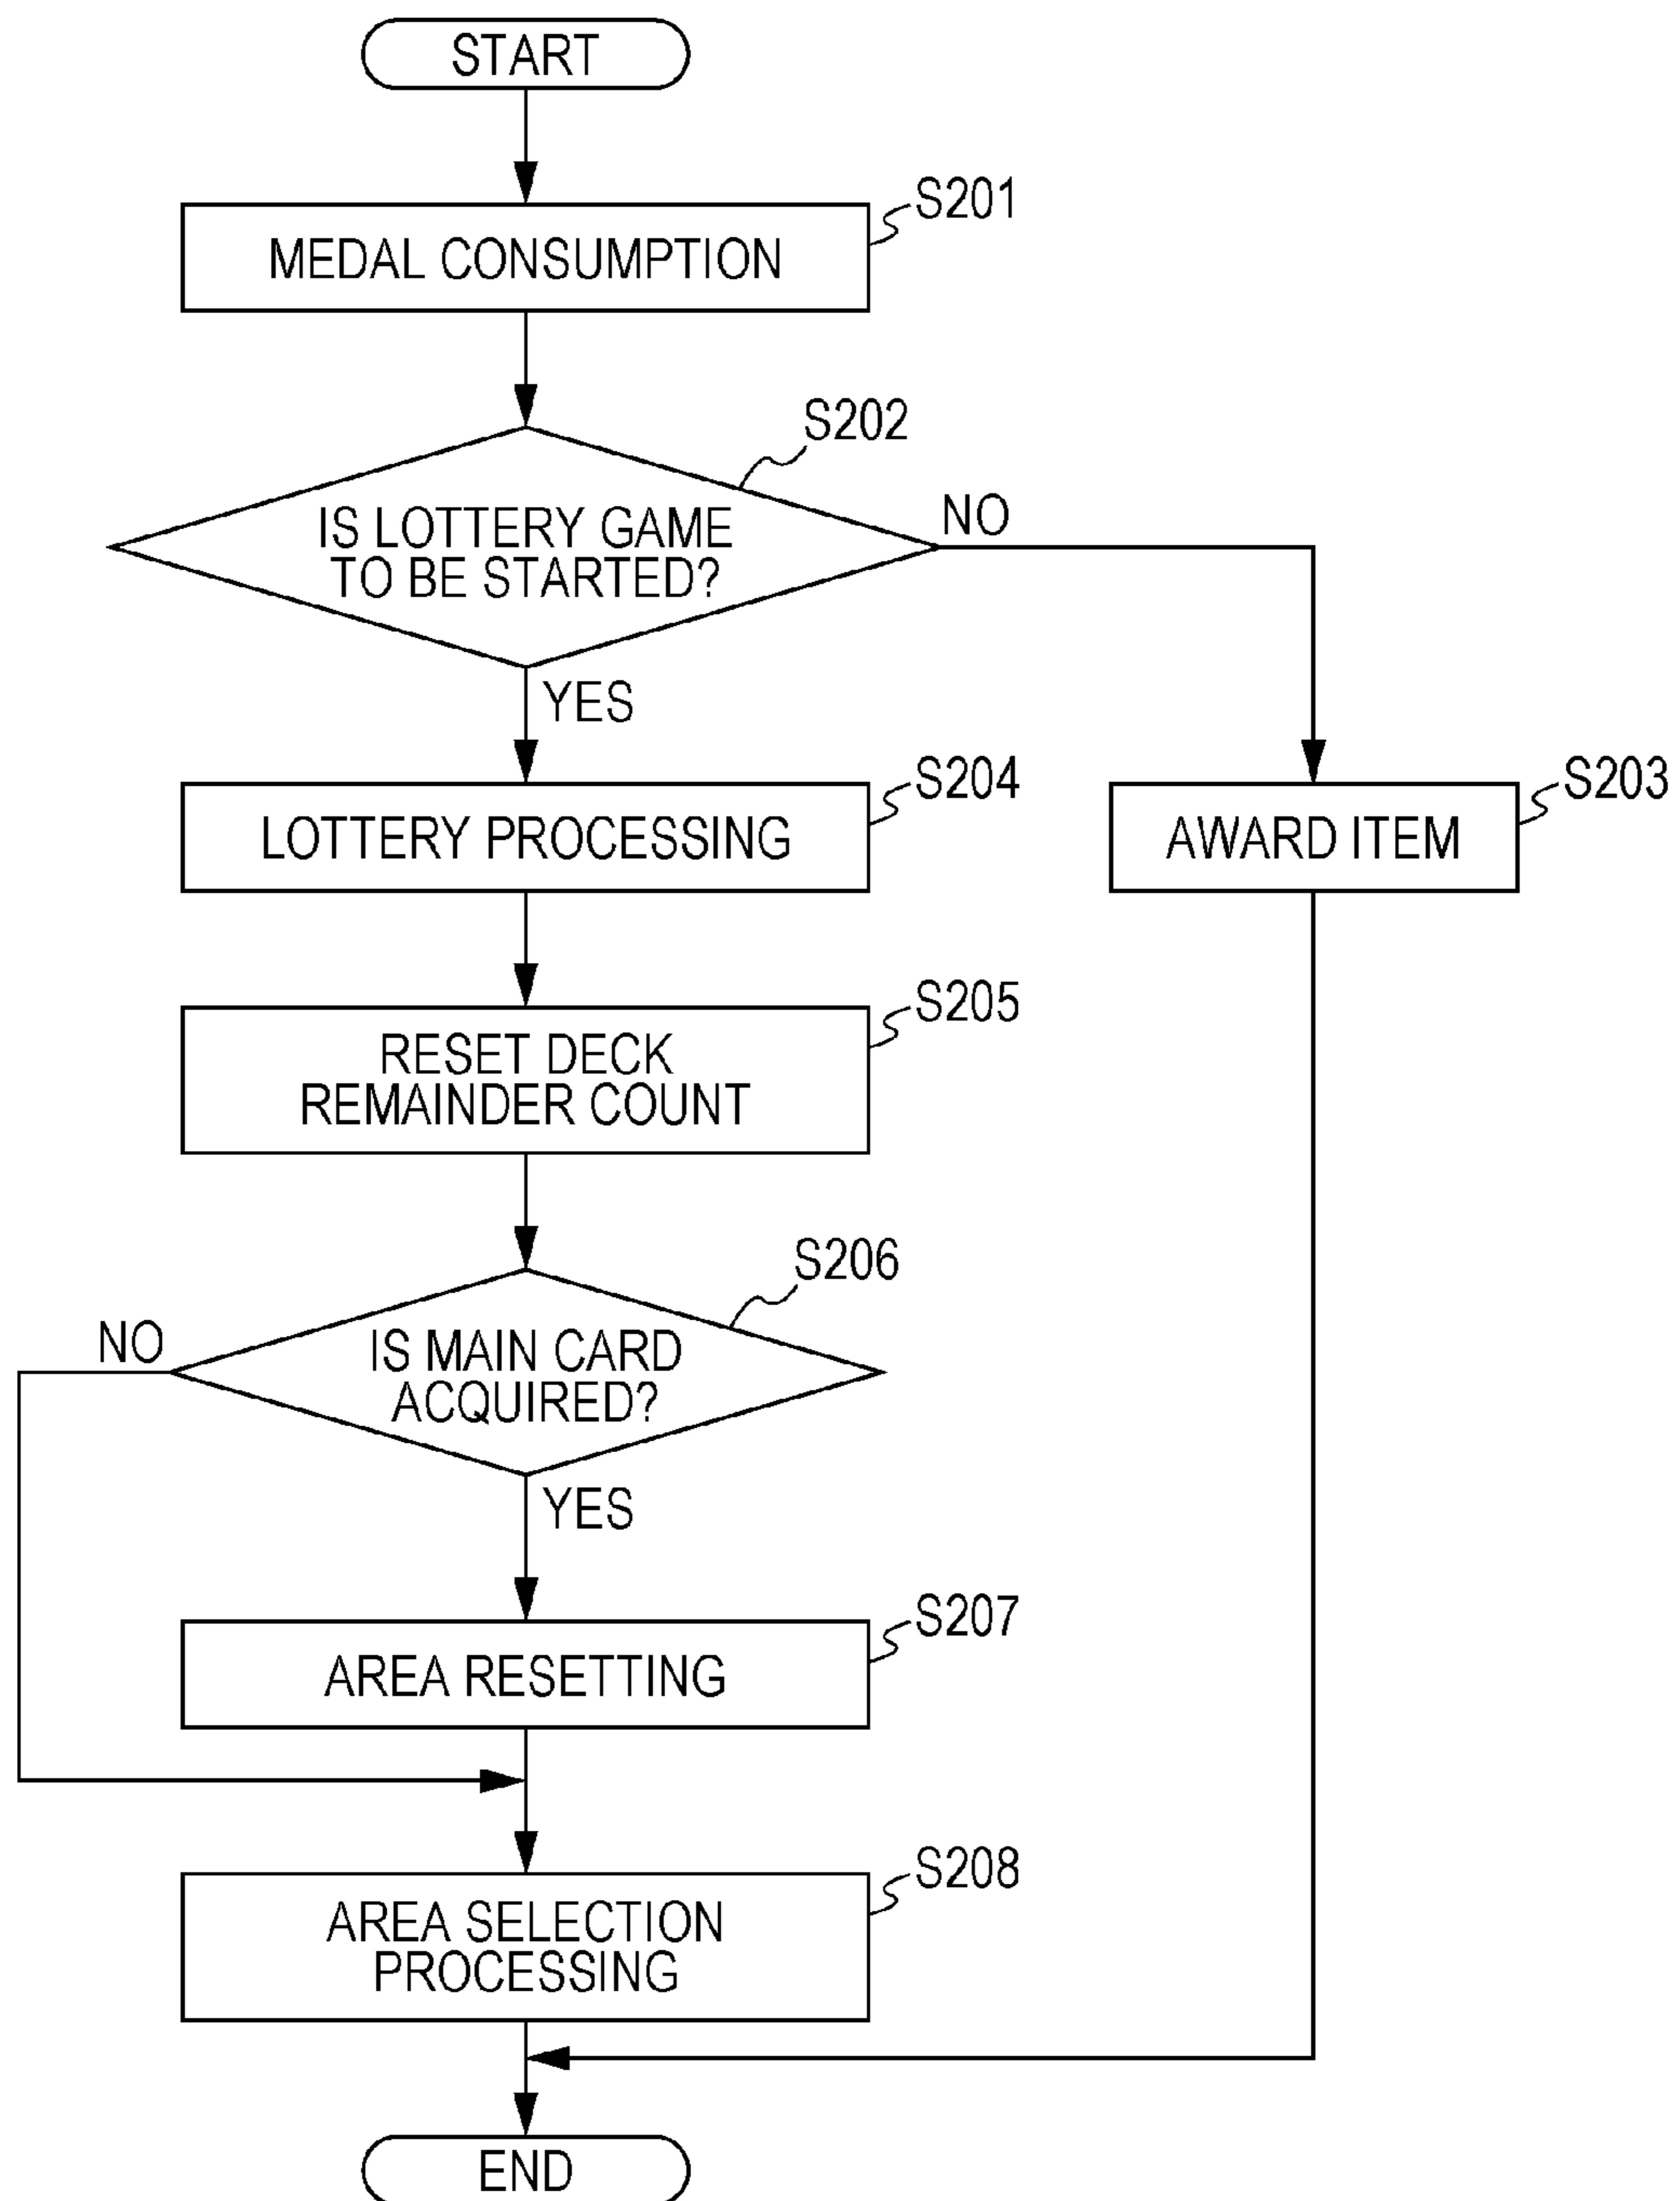 START
S201
MEDAL CONSUMPTION
S202
IS LOTTERY GAME
TO BE STARTED?
NO
YES
S204
LOTTERY PROCESSING
S203
AWARD ITEM
S205
RESET DECK
REMAINDER COUNT
S206
IS MAIN CARD
ACQUIRED?
NO
YES
S207
AREA RESETTING
S208
AREA SELECTION
PROCESSING
END